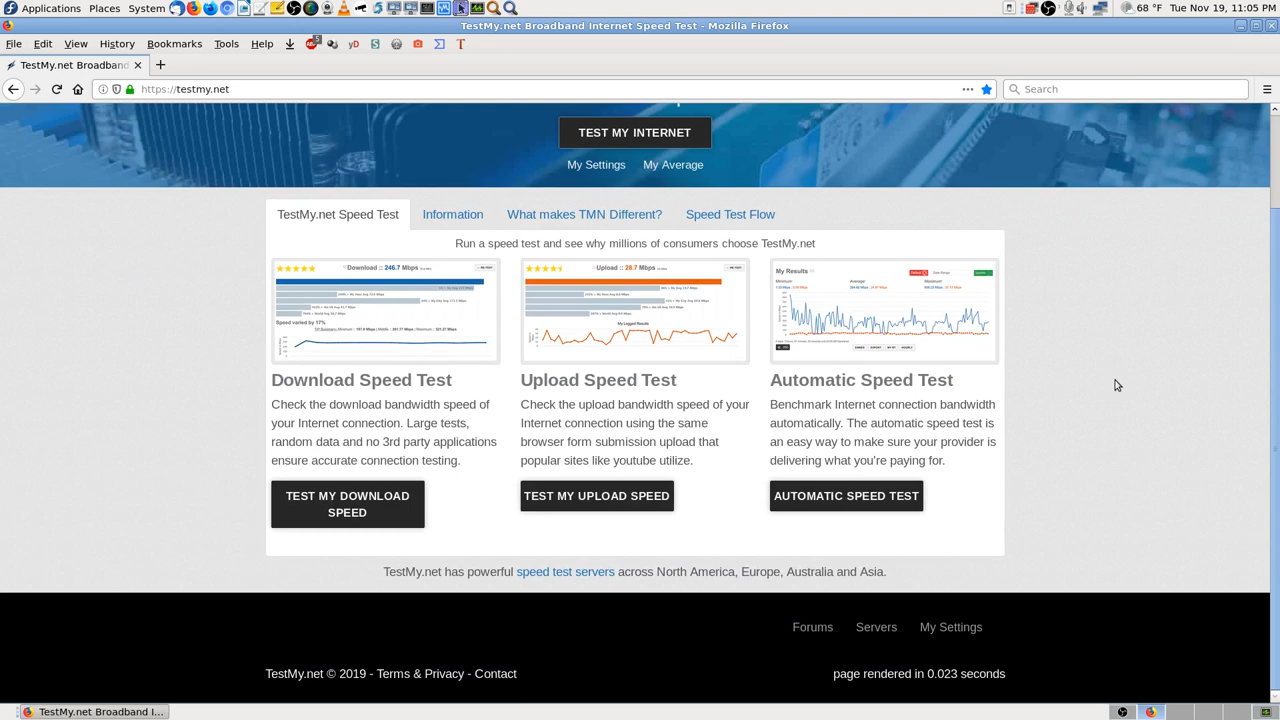 Applications Places System
68 °F Tue Nov 19, 11:05 PM
TestMy.net Broadband Internet Speed Test - Mozilla Firefox
File Edit View History Bookmarks Tools Help
TestMy.net Broadband
https://testmy.net
Search
TEST MY INTERNET
My Settings My Average
TestMy.net Speed Test Information What makes TMN Different? Speed Test Flow
Run a speed test and see why millions of consumers choose TestMy.net
Download :: 246.7 Mbps
Speed varied by 17%
Upload :: 28.7 Mbps
My Logged Results
My Results
Download Speed Test
Check the download bandwidth speed of
your Internet connection. Large tests,
random data and no 3rd party applications
ensure accurate connection testing.
TEST MY DOWNLOAD
SPEED
Upload Speed Test
Check the upload bandwidth speed of your
Internet connection using the same
browser form submission upload that
popular sites like youtube utilize.
TEST MY UPLOAD SPEED
Automatic Speed Test
Benchmark Internet connection bandwidth
automatically. The automatic speed test is
an easy way to make sure your provider is
delivering what you're paying for.
AUTOMATIC SPEED TEST
TestMy.net has powerful speed test servers across North America, Europe, Australia and Asia.
Forums Servers My Settings
TestMy.net © 2019 - Terms & Privacy - Contact
page rendered in 0.023 seconds
TestMy.net Broadband I...